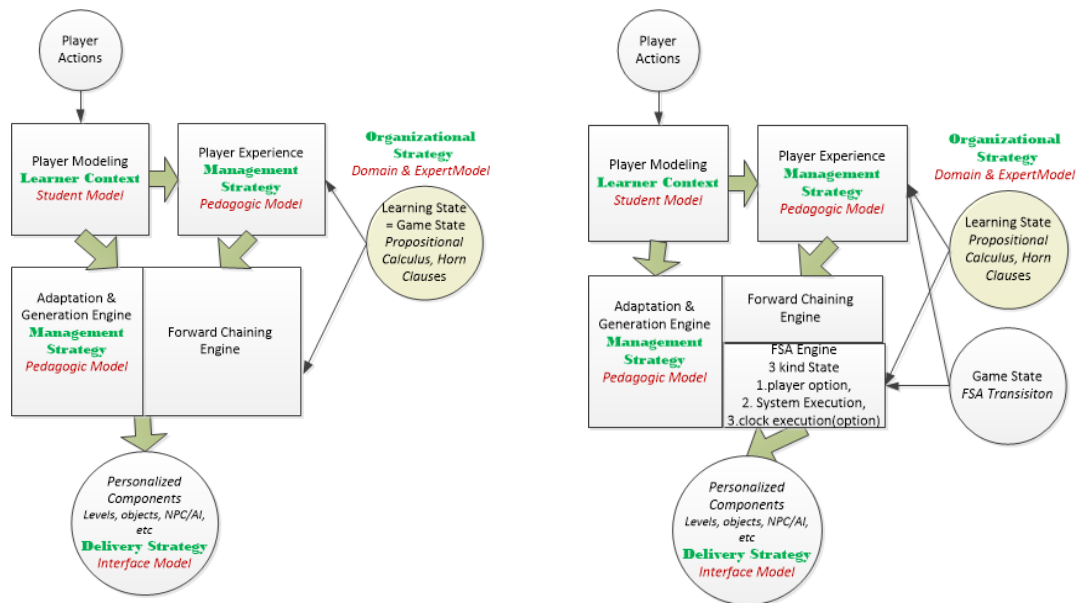 Player
Actions
Player Modeling
Learner Context
Student Model
Player Experience
Management
Strategy
Pedagogic Model
Organizational
Strategy
Domain & ExpertModel
Learning State
= Game State
Propositional
Calculus, Horn
Clauses
Adaptation &
Generation Engine
Management
Strategy
Pedagogic Model
Forward Chaining
Engine
Personalized
Components
Levels, objects, NPC/AI,
etc
Delivery Strategy
Interface Model
Player
Actions
Player Modeling
Learner Context
Student Model
Player Experience
Management
Strategy
Pedagogic Model
Organizational
Strategy
Domain & ExpertModel
Learning State
Propositional
Calculus, Horn
Clauses
Adaptation &
Generation Engine
Management
Strategy
Pedagogic Model
Forward Chaining
Engine
FSA Engine
3 kind State
1.player option,
2. System Execution,
3.clock execution(option)
Game State
FSA Transisiton
Personalized
Components
Levels, objects, NPC/AI,
etc
Delivery Strategy
Interface Model